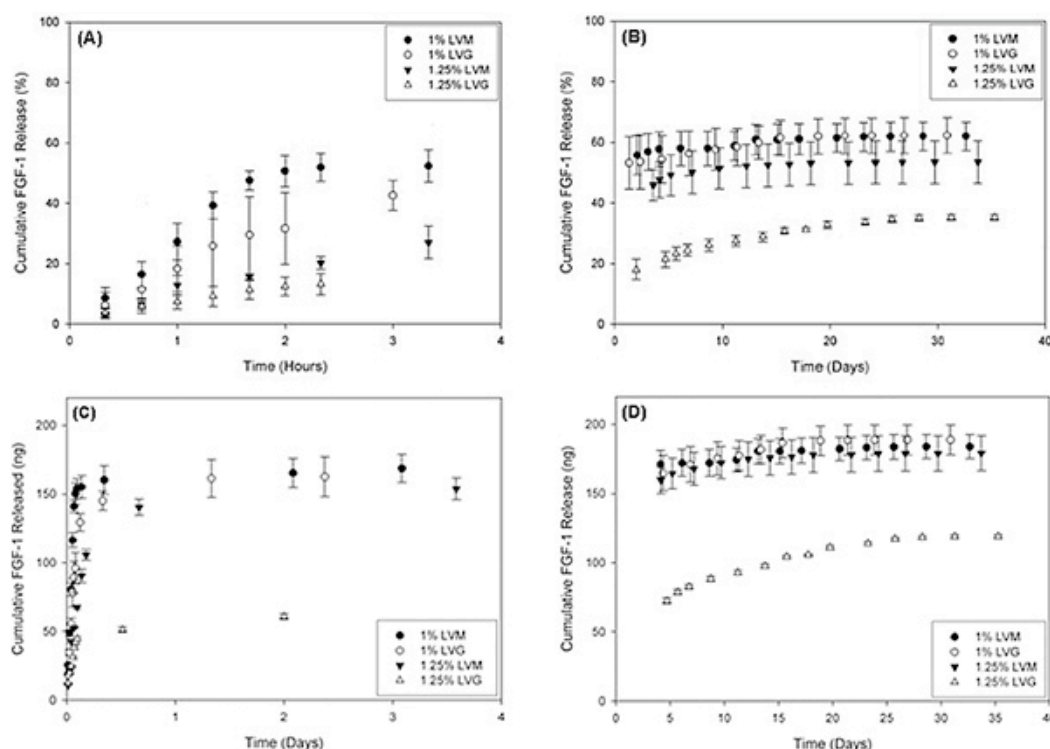 (A)
1% LVM
1% LVG
1.25% LVM
1.25% LVG
Cumulative FGF-1 Release (%)
100
80
60
40
20
0
0 1 2 3 4
Time (Hours)
(B)
1% LVM
1% LVG
1.25% LVM
1.25% LVG
Cumulative FGF-1 Release (%)
100
80
60
40
20
0
0 10 20 30 40
Time (Days)
(C)
Cumulative FGF-1 Released (ng)
200
150
100
50
0
1% LVM
1% LVG
1.25% LVM
1.25% LVG
0 1 2 3 4
Time (Days)
(D)
Cumulative FGF-1 Release (ng)
200
150
100
50
0
1% LVM
1% LVG
1.25% LVM
1.25% LVG
0 5 10 15 20 25 30 35 40
Time (Days)